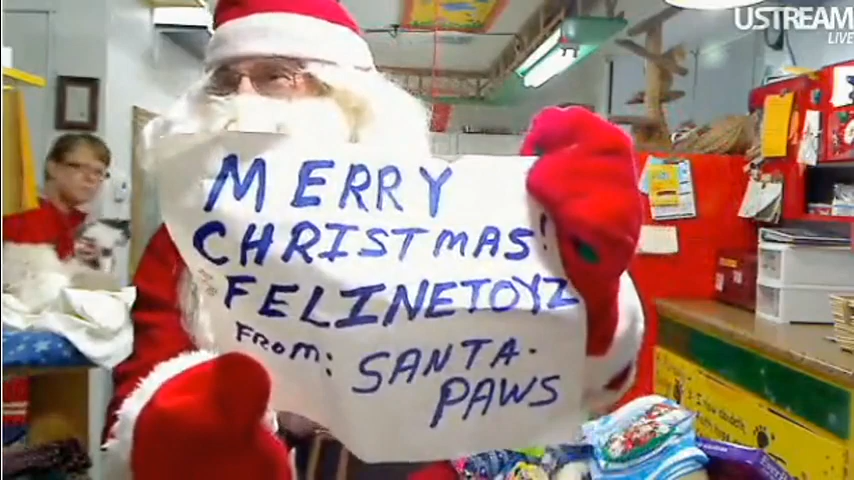 USTREAM
LIVE
MERRY
CHRISTMAS!
FELINETOYZ
FROM: SANTA
PAWS